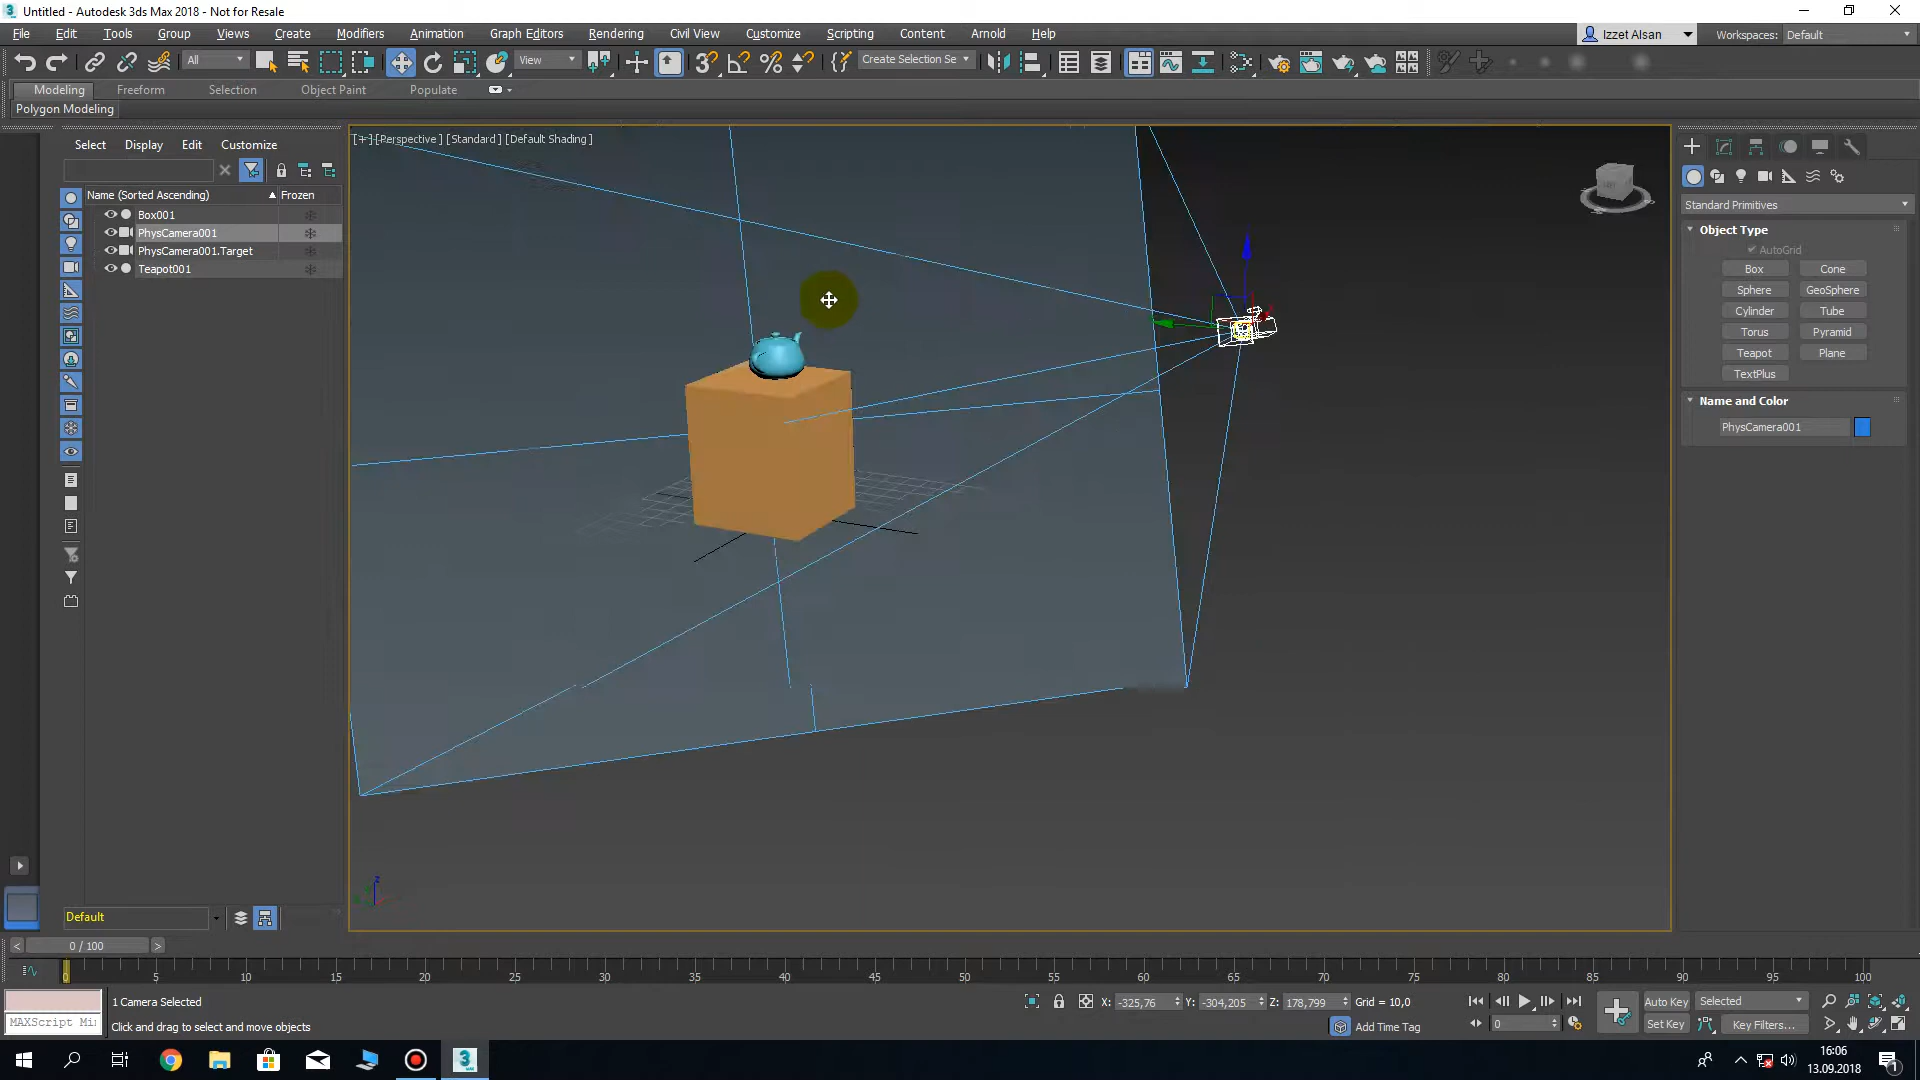 Untitled - Autodesk 3ds Max 2018 - Not for Resale
File Edit Tools Group Views Create Modifiers Animation Graph Editors Rendering Civil View Customize Scripting Content Arnold Help
Izzet Alsan
Workspaces: Default
All
View
Create Selection Se
Modeling Freeform Selection Object Paint Populate
Polygon Modeling
Select Display Edit Customize
Name (Sorted Ascending) Frozen
Box001
PhysCamera001
PhysCamera001.Target
Teapot001
[+] [Perspective ] [Standard ] [Default Shading ]
Standard Primitives
Object Type
AutoGrid
Box Cone
Sphere GeoSphere
Cylinder Tube
Torus Pyramid
Teapot Plane
TextPlus
Name and Color
PhysCamera001
z
Default
< 0 / 100 >
0 5 10 15 20 25 30 35 40 45 50 55 60 65 70 75 80 85 90 95 100
1 Camera Selected
X: -325,76 Y: -304,205 Z: 178,799 Grid = 10,0
Auto Key Selected
MAXScript Mi
Click and drag to select and move objects
Add Time Tag
0
Set Key Key Filters...
16:06
13.09.2018
1